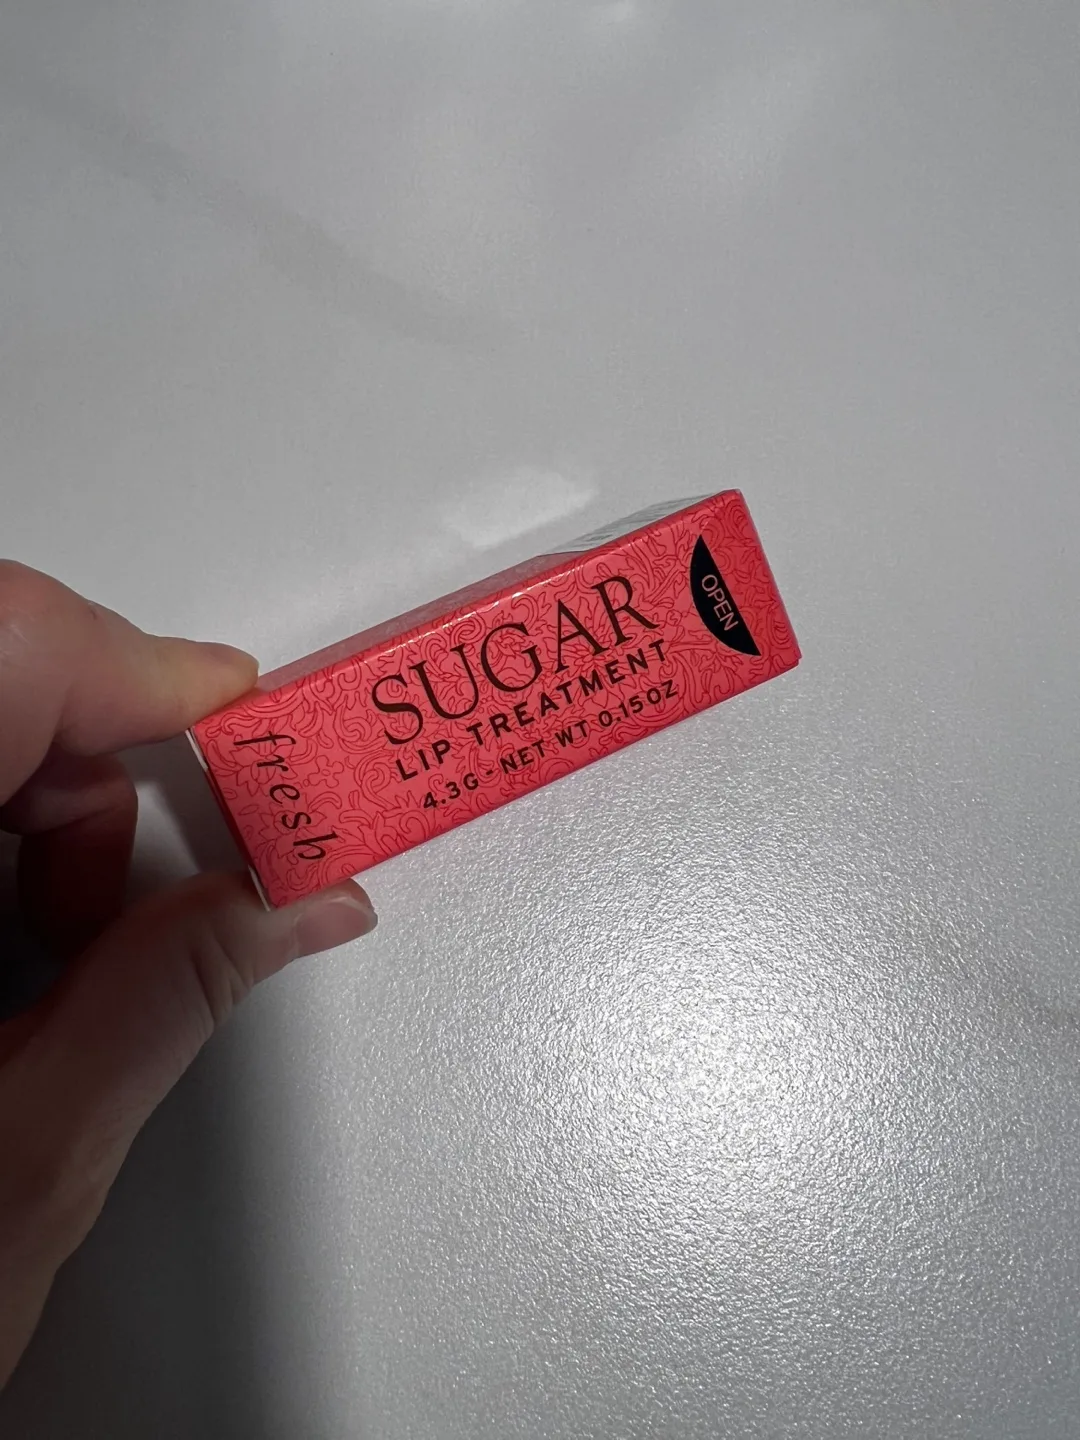 fresh
SUGAR
LIP TREATMENT
4.3G - NET WT 0.15OZ
OPEN